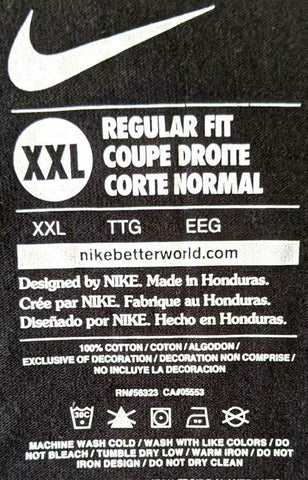 XXL
REGULAR FIT
COUPE DROITE
CORTE NORMAL
XXL TTG EEG
nikebetterworld.com
Designed by NIKE. Made in Honduras.
Crée par NIKE. Fabrique au Honduras.
Diseñado por NIKE. Hecho en Honduras.
100% COTTON / COTON / ALGODON /
EXCLUSIVE OF DECORATION / DECORATION NON COMPRISE /
NO INCLUYE LA DECORACION
RN#56323 CA#05553
30C
MACHINE WASH COLD / WASH WITH LIKE COLORS / DO
NOT BLEACH / TUMBLE DRY LOW / WARM IRON / DO NOT
IRON DESIGN / DO NOT DRY CLEAN